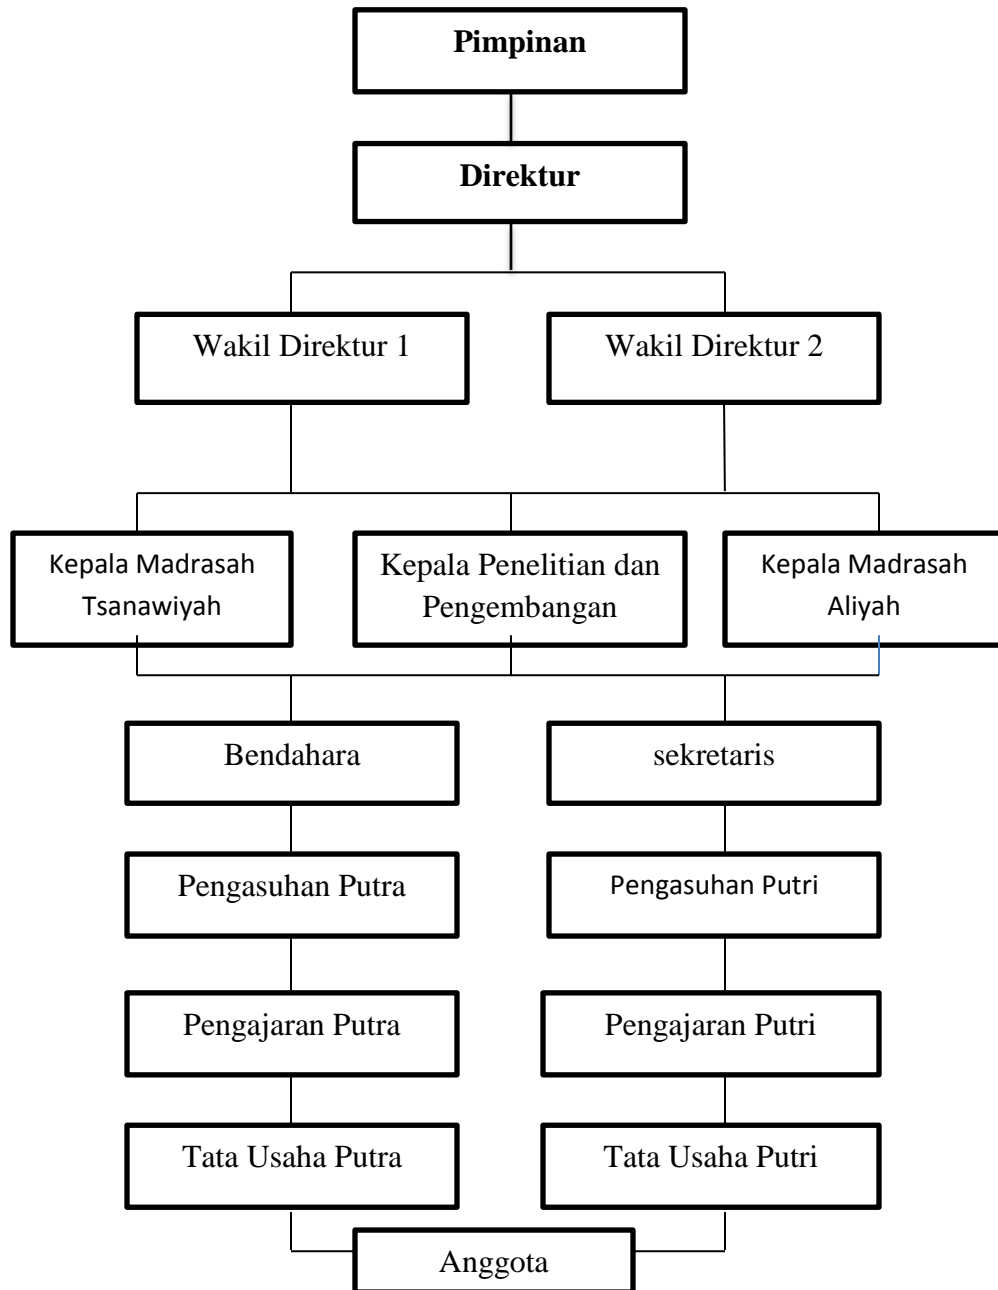 Pimpinan
Direktur
Wakil Direktur 1
Wakil Direktur 2
Kepala Madrasah
Tsanawiyah
Kepala Penelitian dan
Pengembangan
Kepala Madrasah
Aliyah
Bendahara
sekretaris
Pengasuhan Putra
Pengasuhan Putri
Pengajaran Putra
Pengajaran Putri
Tata Usaha Putra
Tata Usaha Putri
Anggota